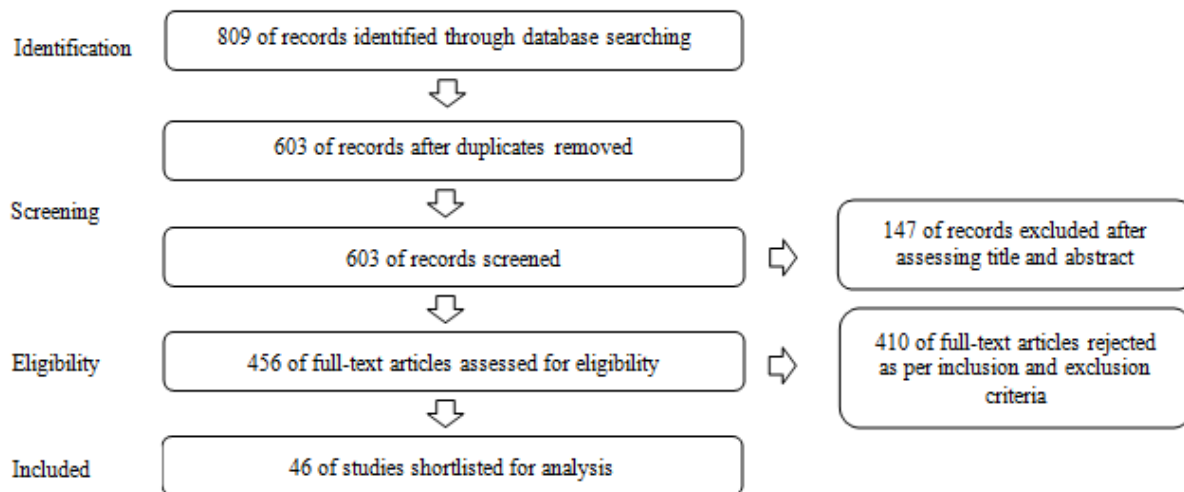 Identification
809 of records identified through database searching
603 of records after duplicates removed
Screening
603 of records screened
147 of records excluded after
assessing title and abstract
Eligibility
456 of full-text articles assessed for eligibility
410 of full-text articles rejected
as per inclusion and exclusion
criteria
Included
46 of studies shortlisted for analysis